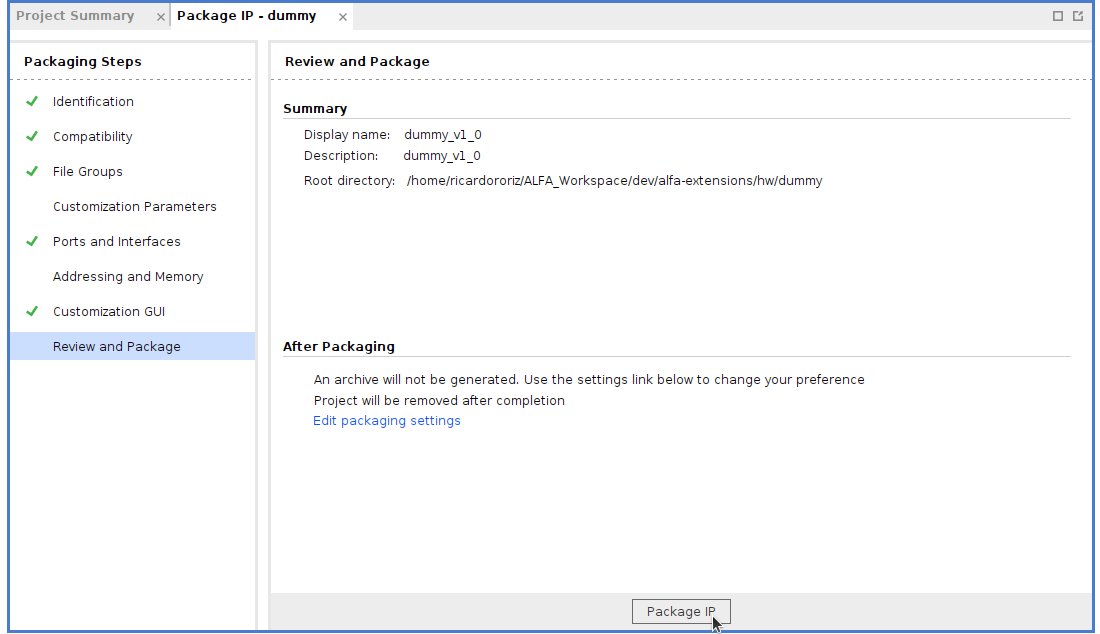 Project Summary
Package IP - dummy
Packaging Steps
Identification
Compatibility
File Groups
Customization Parameters
Ports and Interfaces
Addressing and Memory
Customization GUI
Review and Package
Review and Package
Summary
Display name: dummy_v1_0
Description: dummy_v1_0
Root directory: /home/ricardororiz/ALFA_Workspace/dev/alfa-extensions/hw/dummy
After Packaging
An archive will not be generated. Use the settings link below to change your preference
Project will be removed after completion
Edit packaging settings
Package IP